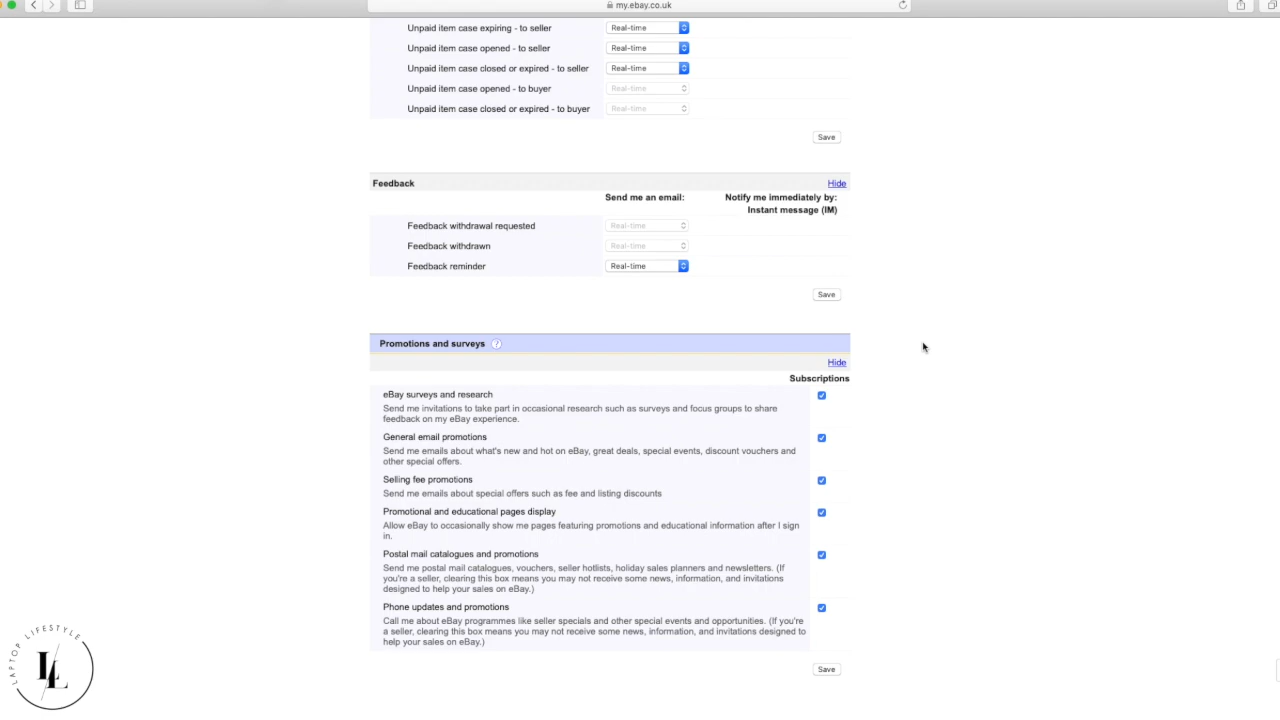 my.ebay.co.uk
Unpaid item case expiring - to seller Real-time
Unpaid item case opened - to seller Real-time
Unpaid item case closed or expired - to seller Real-time
Unpaid item case opened - to buyer Real-time
Unpaid item case closed or expired - to buyer Real-time
Save
Feedback Hide
Send me an email: Notify me immediately by:
Instant message (IM)
Feedback withdrawal requested Real-time
Feedback withdrawn Real-time
Feedback reminder Real-time
Save
Promotions and surveys ?
Hide
Subscriptions
eBay surveys and research
Send me invitations to take part in occasional research such as surveys and focus groups to share
feedback on my eBay experience.
General email promotions
Send me emails about what's new and hot on eBay, great deals, special events, discount vouchers and
other special offers.
Selling fee promotions
Send me emails about special offers such as fee and listing discounts
Promotional and educational pages display
Allow eBay to occasionally show me pages featuring promotions and educational information after I sign
in.
Postal mail catalogues and promotions
Send me postal mail catalogues, vouchers, seller hotlists, holiday sales planners and newsletters. (If
you're a seller, clearing this box means you may not receive some news, information, and invitations
designed to help your sales on eBay.)
Phone updates and promotions
Call me about eBay programmes like seller specials and other special events and opportunities. (If you're
a seller, clearing this box means you may not receive some news, information, and invitations designed to
help your sales on eBay.)
Save
LAPTOP LIFESTYLE
LL